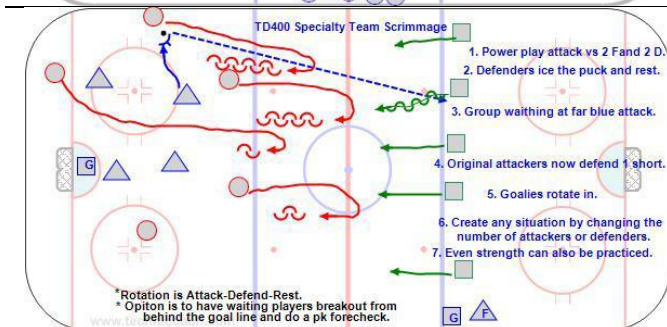 TD400 Specialty Team Scrimmage
1. Power play attack vs 2 Fand 2 D.
2. Defenders ice the puck and rest.
3. Group waithing at far blue attack.
4. Original attackers now defend 1 short.
5. Goalies rotate in.
6. Create any situation by changing the
number of attackers or defenders.
7. Even strength can also be practiced.
G
G
F
*Rotation is Attack-Defend-Rest.
* Opiton is to have waiting players breakout from
behind the goal line and do a pk forecheck.